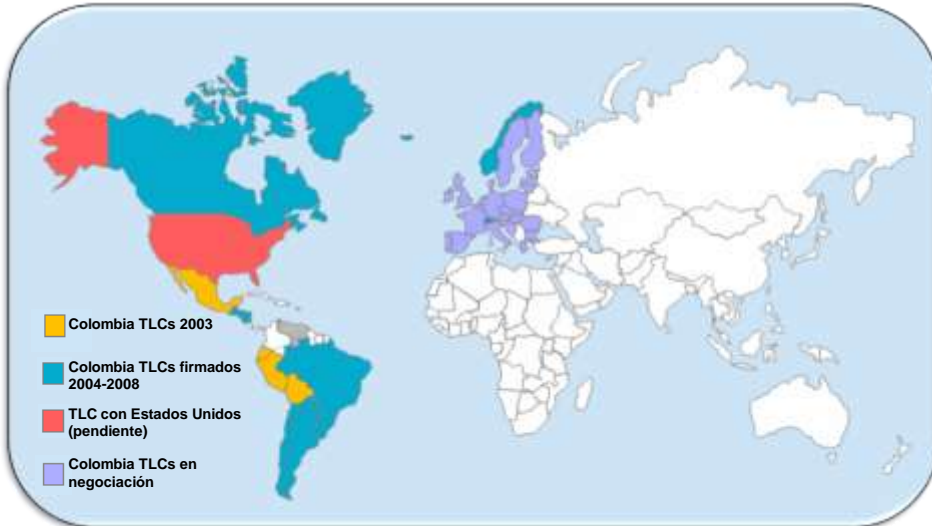 Colombia TLCs 2003
Colombia TLCs firmados
2004-2008
TLC con Estados Unidos
(pendiente)
Colombia TLCs en
negociación